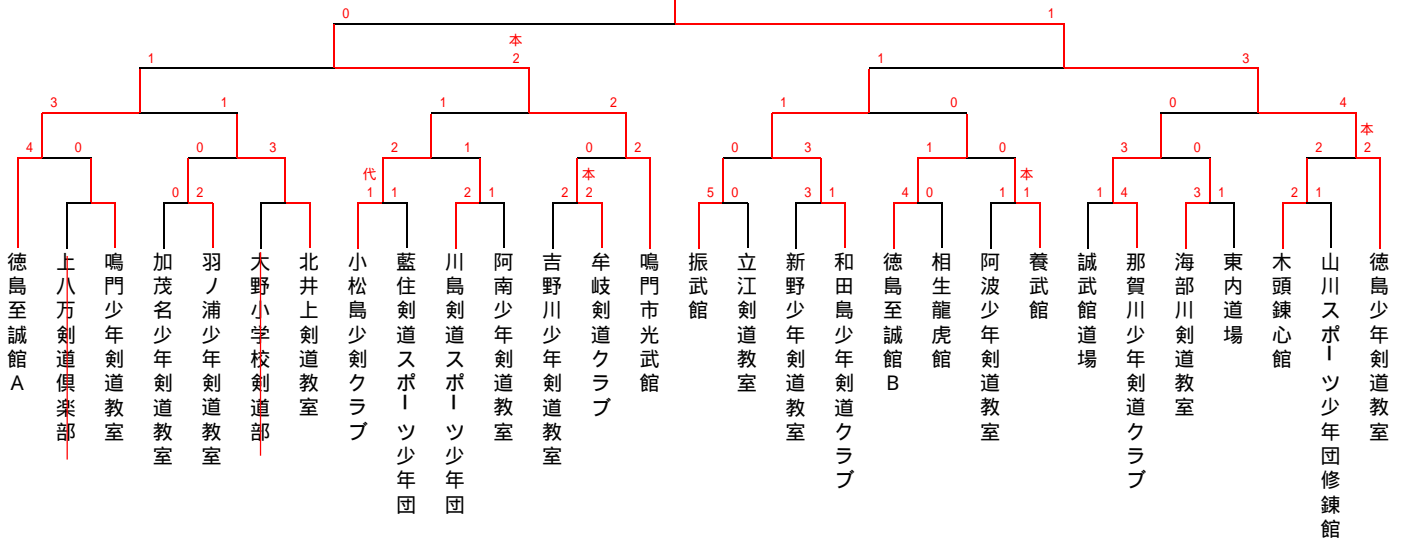 0 1
本
1 2 1 3
3 1 1 2 1 0 0 4
本
4 0 0 3 2 1 0 2 0 3 1 0 3 0 2 2
代 本 本
0 2 1 1 2 1 2 2 5 0 3 1 4 0 1 1 1 4 3 1 2 1
徳島至誠館A
上八万剣道倶楽部
鳴門少年剣道教室
加茂名少年剣道教室
羽ノ浦少年剣道教室
大野小学校剣道部
北井上剣道教室
小松島少剣クラブ
藍住剣道スポーツ少年団
川島剣道スポーツ少年団
阿南少年剣道教室
吉野川少年剣道教室
牟岐剣道クラブ
鳴門市光武館
振武館
立江剣道教室
新野少年剣道教室
和田島少年剣道クラブ
徳島至誠館B
相生龍虎館
阿波少年剣道教室
養武館
誠武館道場
那賀川少年剣道クラブ
海部川剣道教室
東内道場
木頭錬心館
山川スポーツ少年団修錬館
徳島少年剣道教室